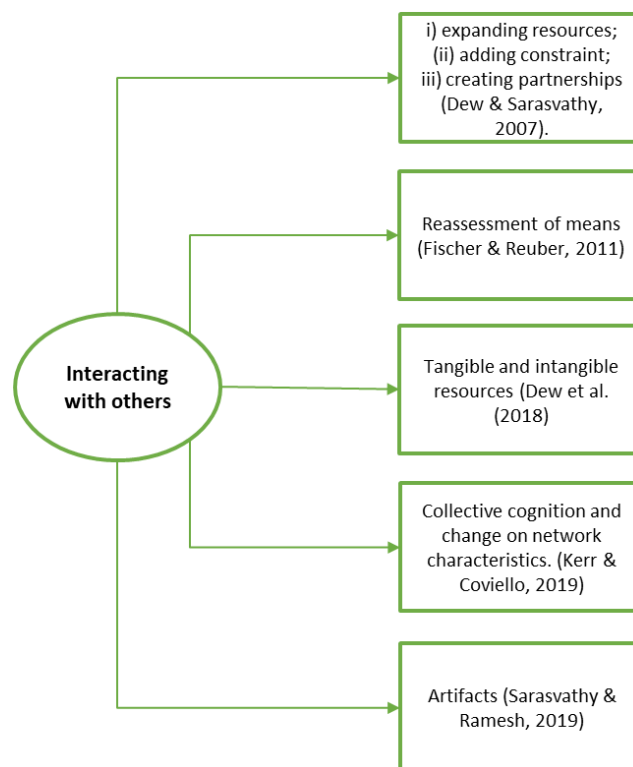 i) expanding resources;
(ii) adding constraint;
iii) creating partnerships
(Dew & Sarasvathy,
2007).
Reassessment of means
(Fischer & Reuber, 2011)
Interacting
with others
Tangible and intangible
resources (Dew et al.
(2018)
Collective cognition and
change on network
characteristics. (Kerr &
Coviello, 2019)
Artifacts (Sarasvathy &
Ramesh, 2019)